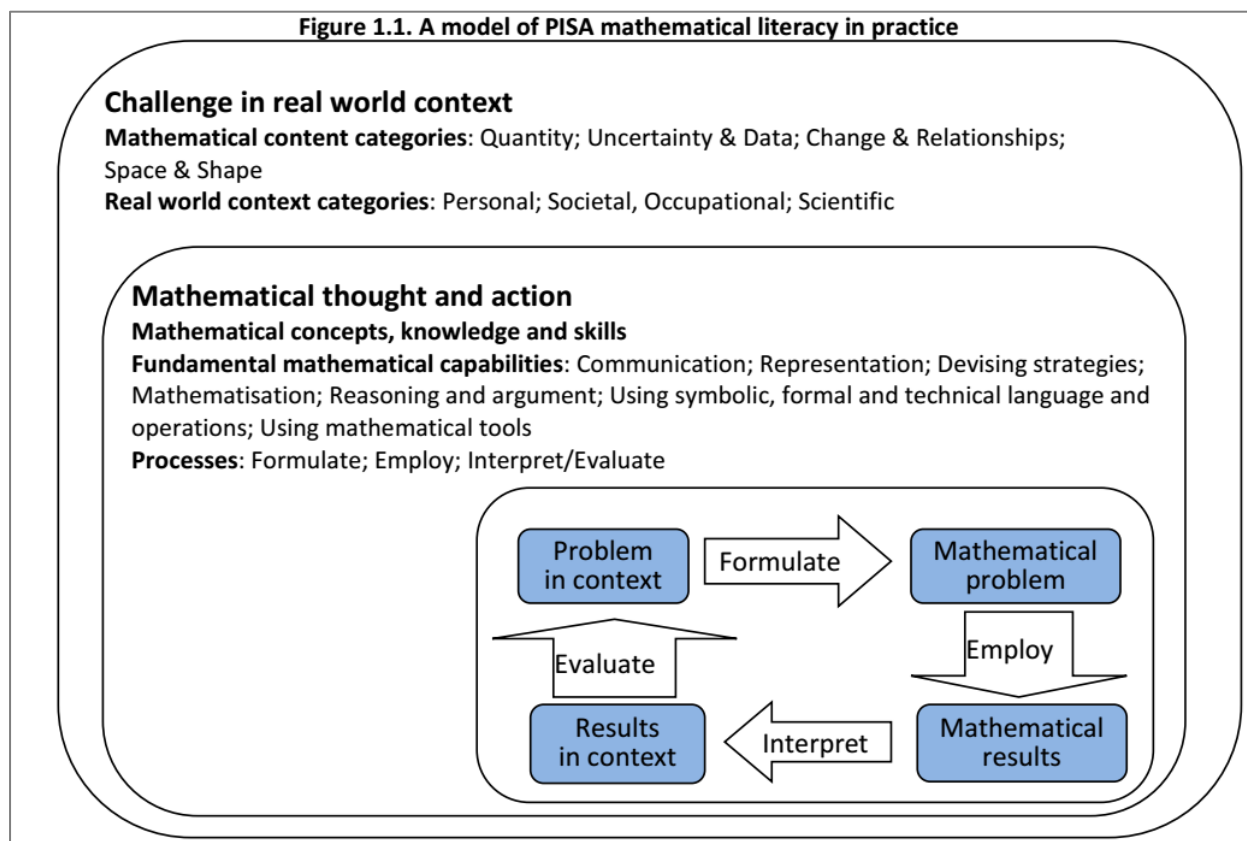 Figure 1.1. A model of PISA mathematical literacy in practice
Challenge in real world context
Mathematical content categories: Quantity; Uncertainty & Data; Change & Relationships;
Space & Shape
Real world context categories: Personal; Societal, Occupational; Scientific
Mathematical thought and action
Mathematical concepts, knowledge and skills
Fundamental mathematical capabilities: Communication; Representation; Devising strategies;
Mathematisation; Reasoning and argument; Using symbolic, formal and technical language and
operations; Using mathematical tools
Processes: Formulate; Employ; Interpret/Evaluate
Problem
in context
Formulate
Mathematical
problem
Evaluate
Employ
Results
in context
Interpret
Mathematical
results